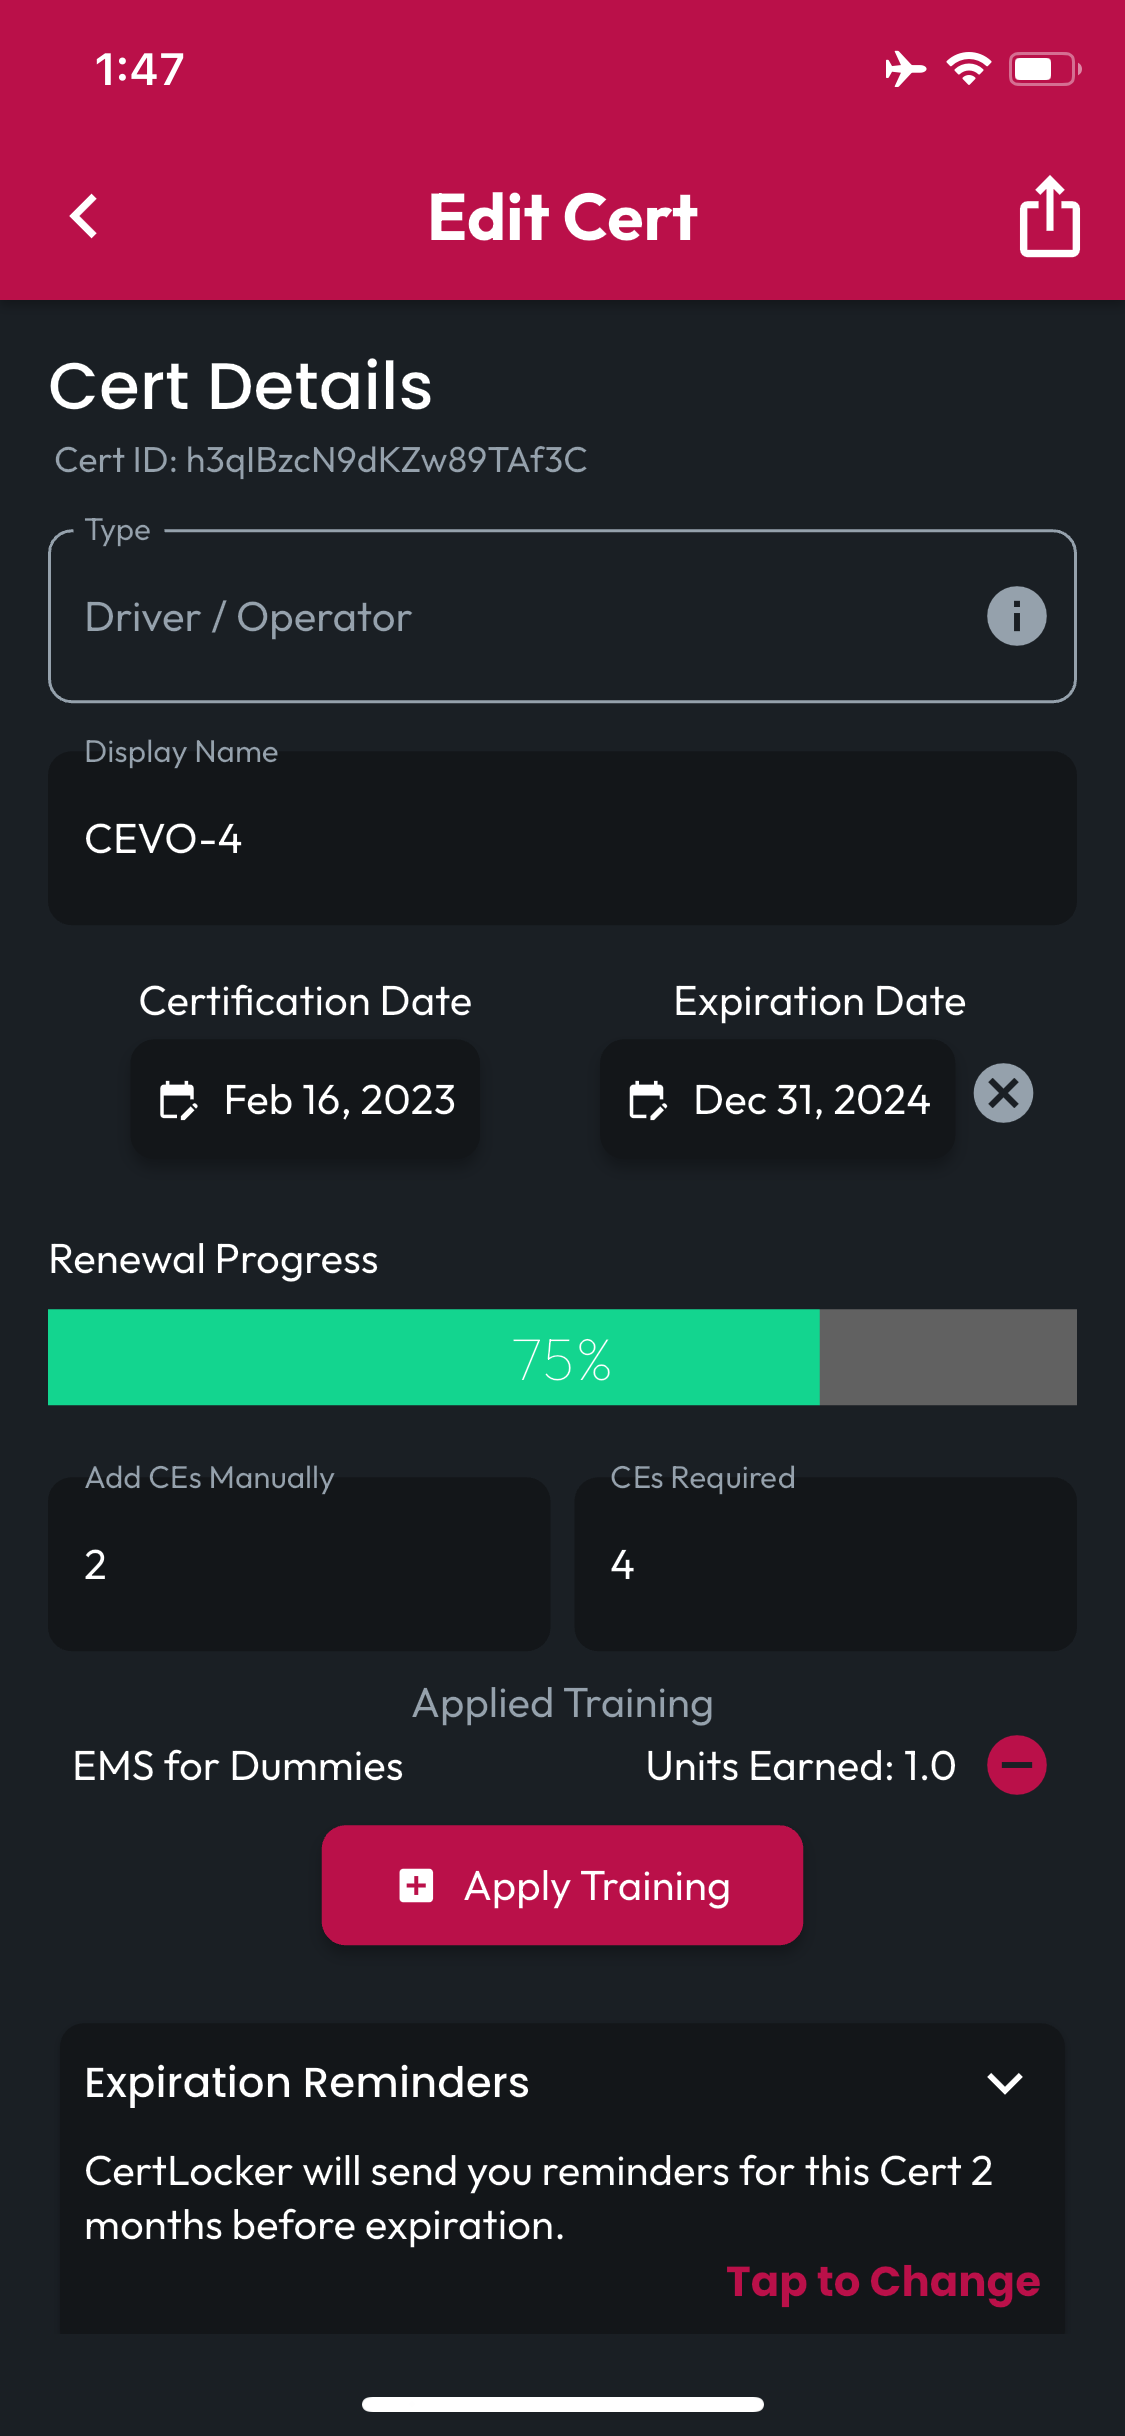 1:47
Edit Cert
Cert Details
Cert ID: h3qIBzcN9dKZw89TAf3C
Type
Driver / Operator
Display Name
CEVO-4
Certification Date
Expiration Date
Feb 16, 2023
Dec 31, 2024
Renewal Progress
75%
Add CEs Manually
CEs Required
2
4
Applied Training
EMS for Dummies
Units Earned: 1.0
Apply Training
Expiration Reminders
CertLocker will send you reminders for this Cert 2
months before expiration.
Tap to Change